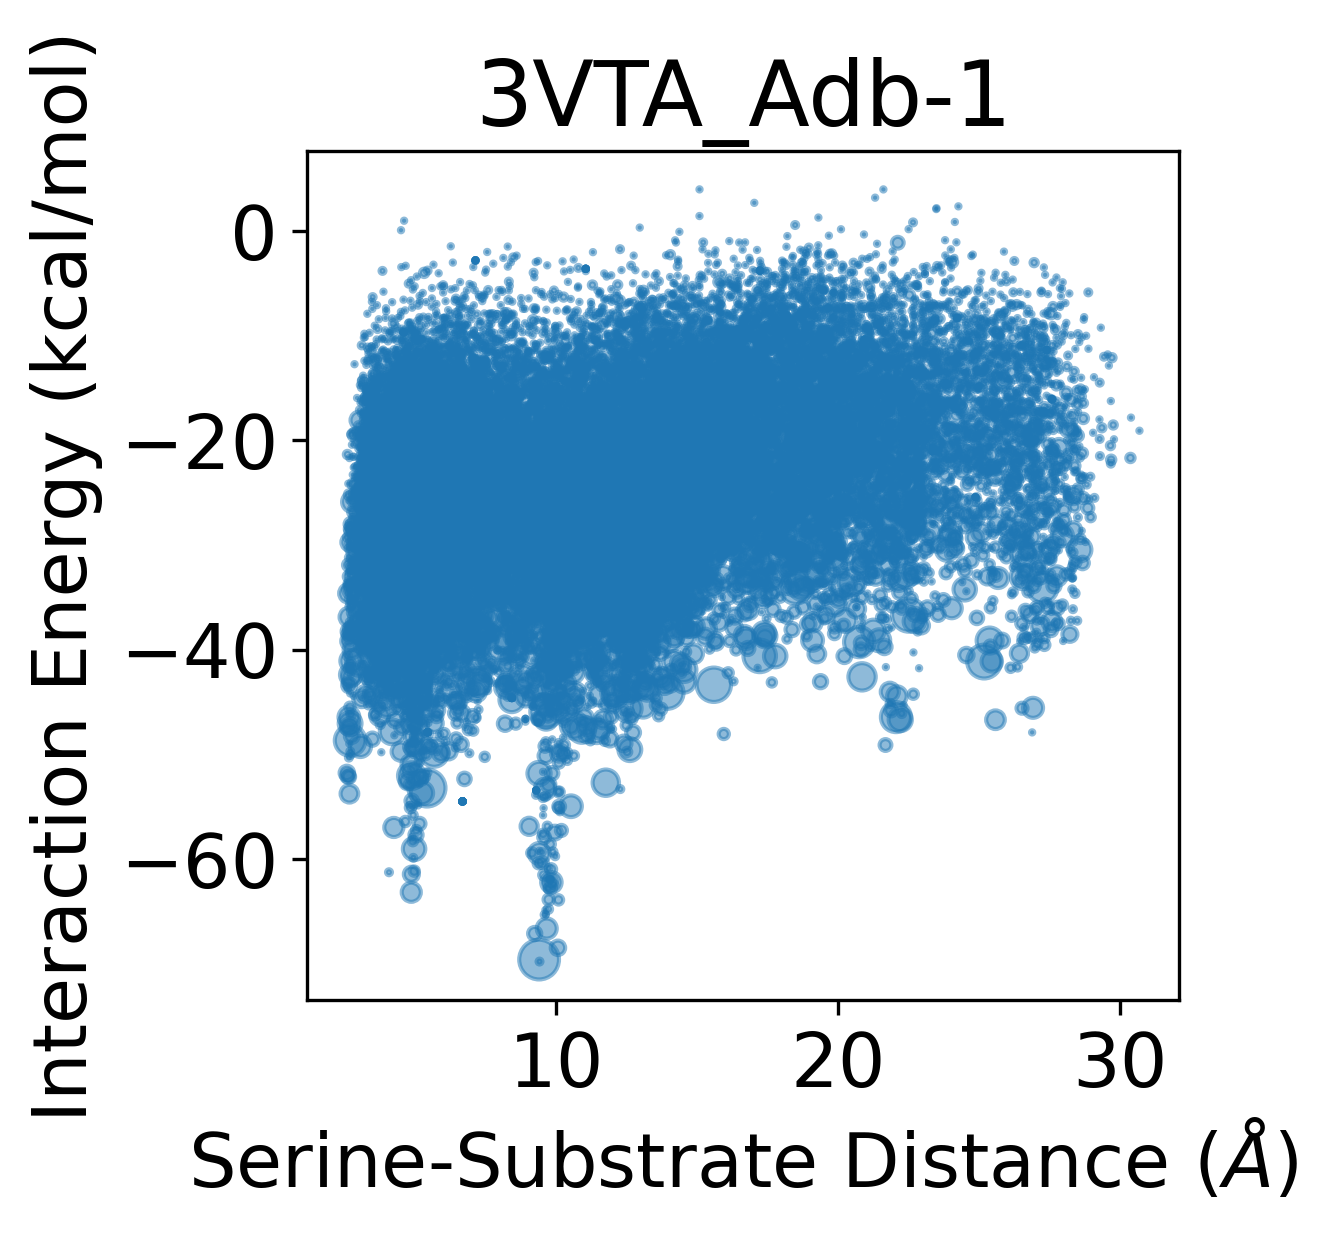 3VTA_Adb-1
Interaction Energy (kcal/mol)
0
−20
−40
−60
10 20 30
Serine-Substrate Distance (Å)